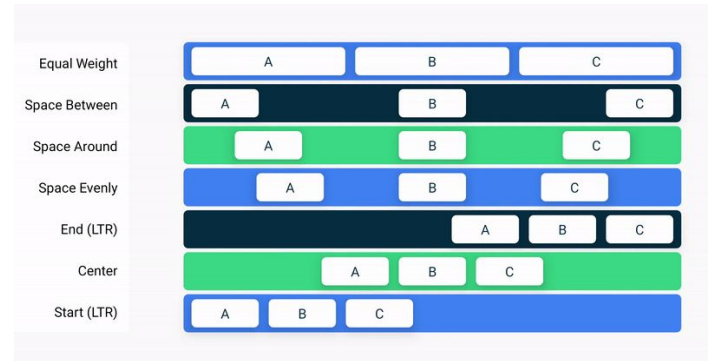 Equal Weight A B C
Space Between A B C
Space Around A B C
Space Evenly A B C
End (LTR) A B C
Center A B C
Start (LTR) A B C